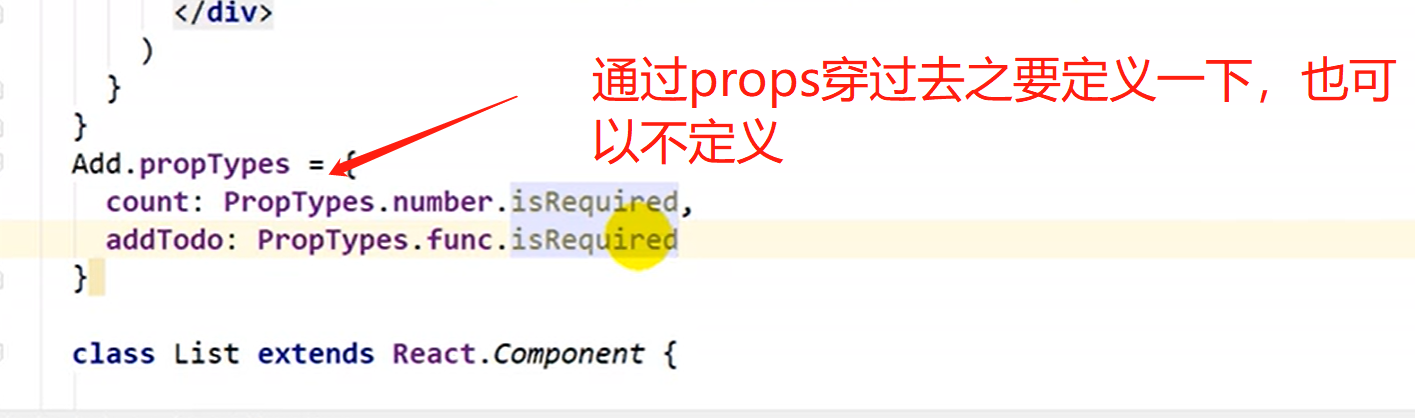 </div>
)
}
}
通过props穿过去之要定义一下，也可
以不定义
Add.propTypes = {
count: PropTypes.number.isRequired,
addTodo: PropTypes.func.isRequired
}
class List extends React.Component {